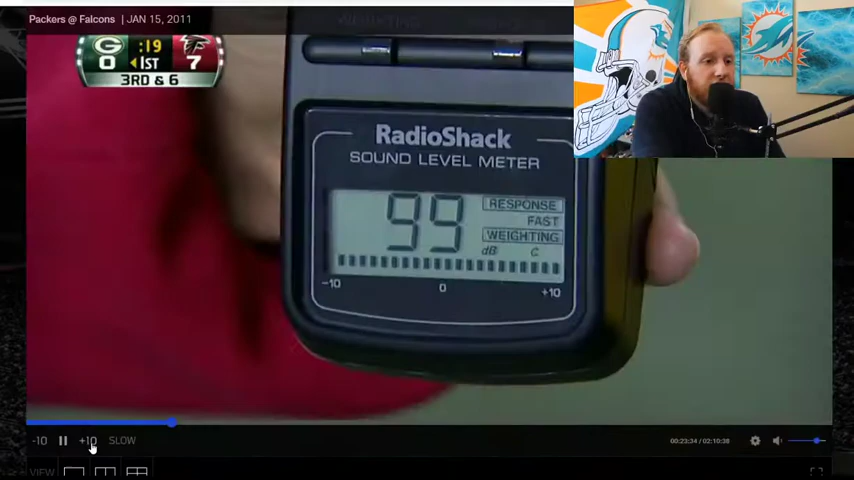 Packers @ Falcons | JAN 15, 2011
WEIGHTING
:19
1ST
0
7
3RD & 6
RadioShack
SOUND LEVEL METER
99
RESPONSE
FAST
WEIGHTING
dB C
-10 0 +10
-10 +10 SLOW
00:23:34 / 02:10:38
VIEW